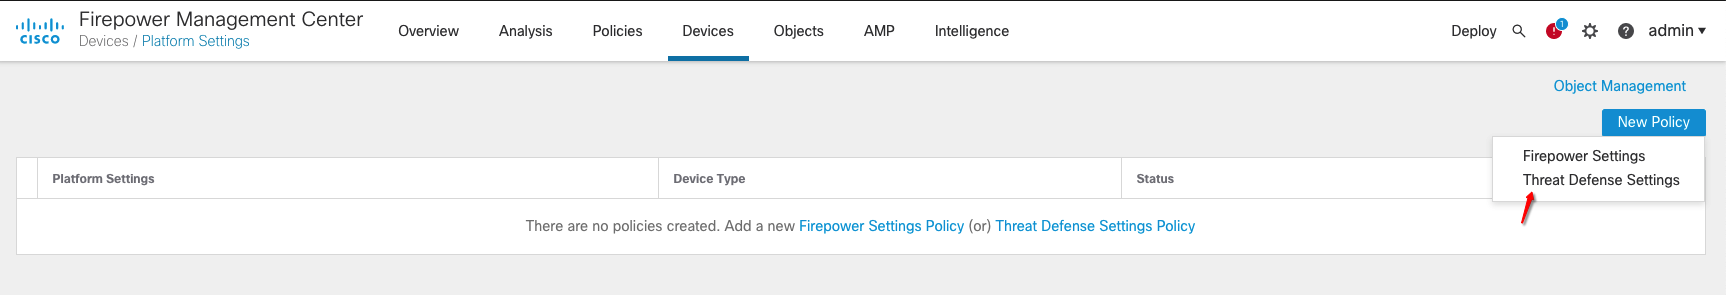 Firepower Management Center
CISCO
Devices / Platform Settings
Overview Analysis Policies Devices Objects AMP Intelligence
Deploy ! 1 ? admin
Object Management
New Policy
Firepower Settings
Threat Defense Settings
Platform Settings Device Type Status
There are no policies created. Add a new Firepower Settings Policy (or) Threat Defense Settings Policy